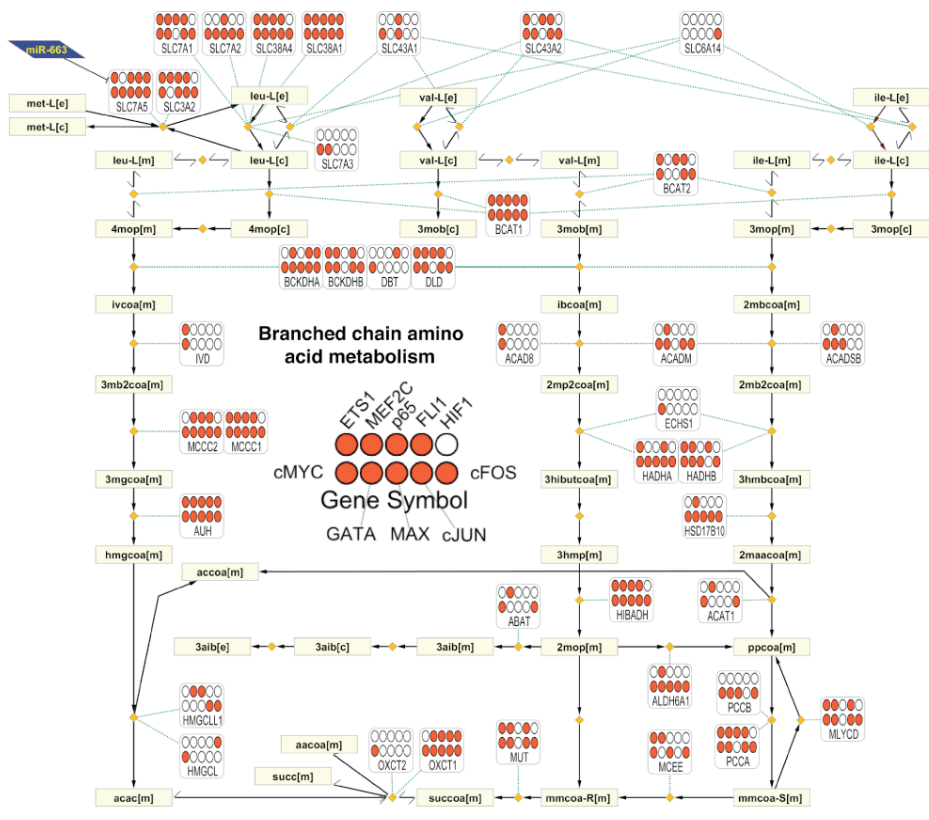 SLC7A1 SLC7A2 SLC38A4 SLC38A1 SLC43A1 SLC43A2 SLC6A14
miR-663
SLC7A5 SLC3A2
met-L[e] leu-L[e] val-L[e] ile-L[e]
met-L[c]
SLC7A3
leu-L[m] leu-L[c] val-L[c] val-L[m] ile-L[m] ile-L[c]
BCAT2
BCAT1
4mop[m] 4mop[c] 3mob[c] 3mob[m] 3mop[m] 3mop[c]
BCKDHA BCKDHB DBT DLD
ivcoa[m] ibcoa[m] 2mbcoa[m]
Branched chain amino
acid metabolism
IVD ACAD8 ACADM ACADSB
3mb2coa[m] 2mp2coa[m] 2mb2coa[m]
ETS1 MEF2C p65 FLI1 HIF1
ECHS1
MCCC2 MCCC1
cMYC cFOS
HADHA HADHB
3mgcoa[m] 3hibutcoa[m] 3hmbcoa[m]
Gene Symbol
GATA MAX cJUN
AUH HSD17B10
hmgcoa[m] 3hmp[m] 2maacoa[m]
accoa[m]
ABAT HIBADH ACAT1
3aib[e] 3aib[c] 3aib[m] 2mop[m] ppcoa[m]
ALDH6A1
HMGCLL1 PCCB MLYCD
HMGCL OXCT2 OXCT1 MUT MCEE PCCA
aacoa[m]
succ[m]
acac[m] succoa[m] mmcoa-R[m] mmcoa-S[m]